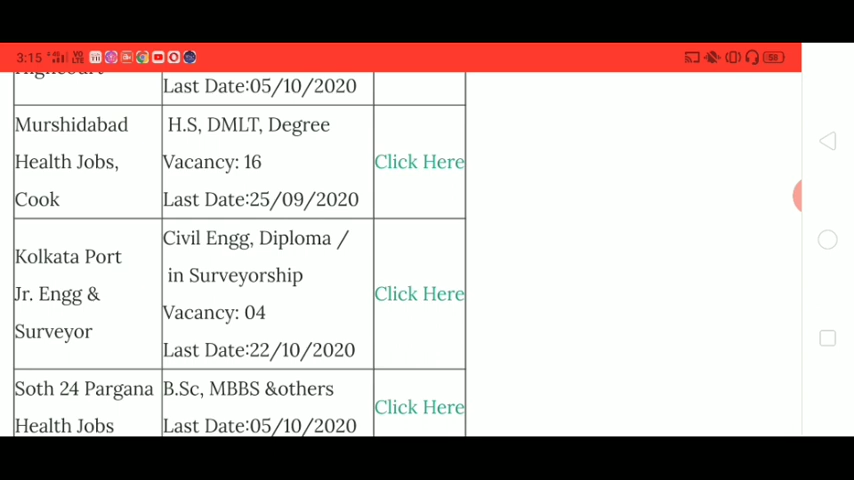 3:15
58
Highcourt
Last Date:05/10/2020
Murshidabad
Health Jobs,
Cook
H.S, DMLT, Degree
Vacancy: 16
Last Date:25/09/2020
Click Here
Kolkata Port
Jr. Engg &
Surveyor
Civil Engg, Diploma /
in Surveyorship
Vacancy: 04
Last Date:22/10/2020
Click Here
Soth 24 Pargana
Health Jobs
B.Sc, MBBS &others
Last Date:05/10/2020
Click Here